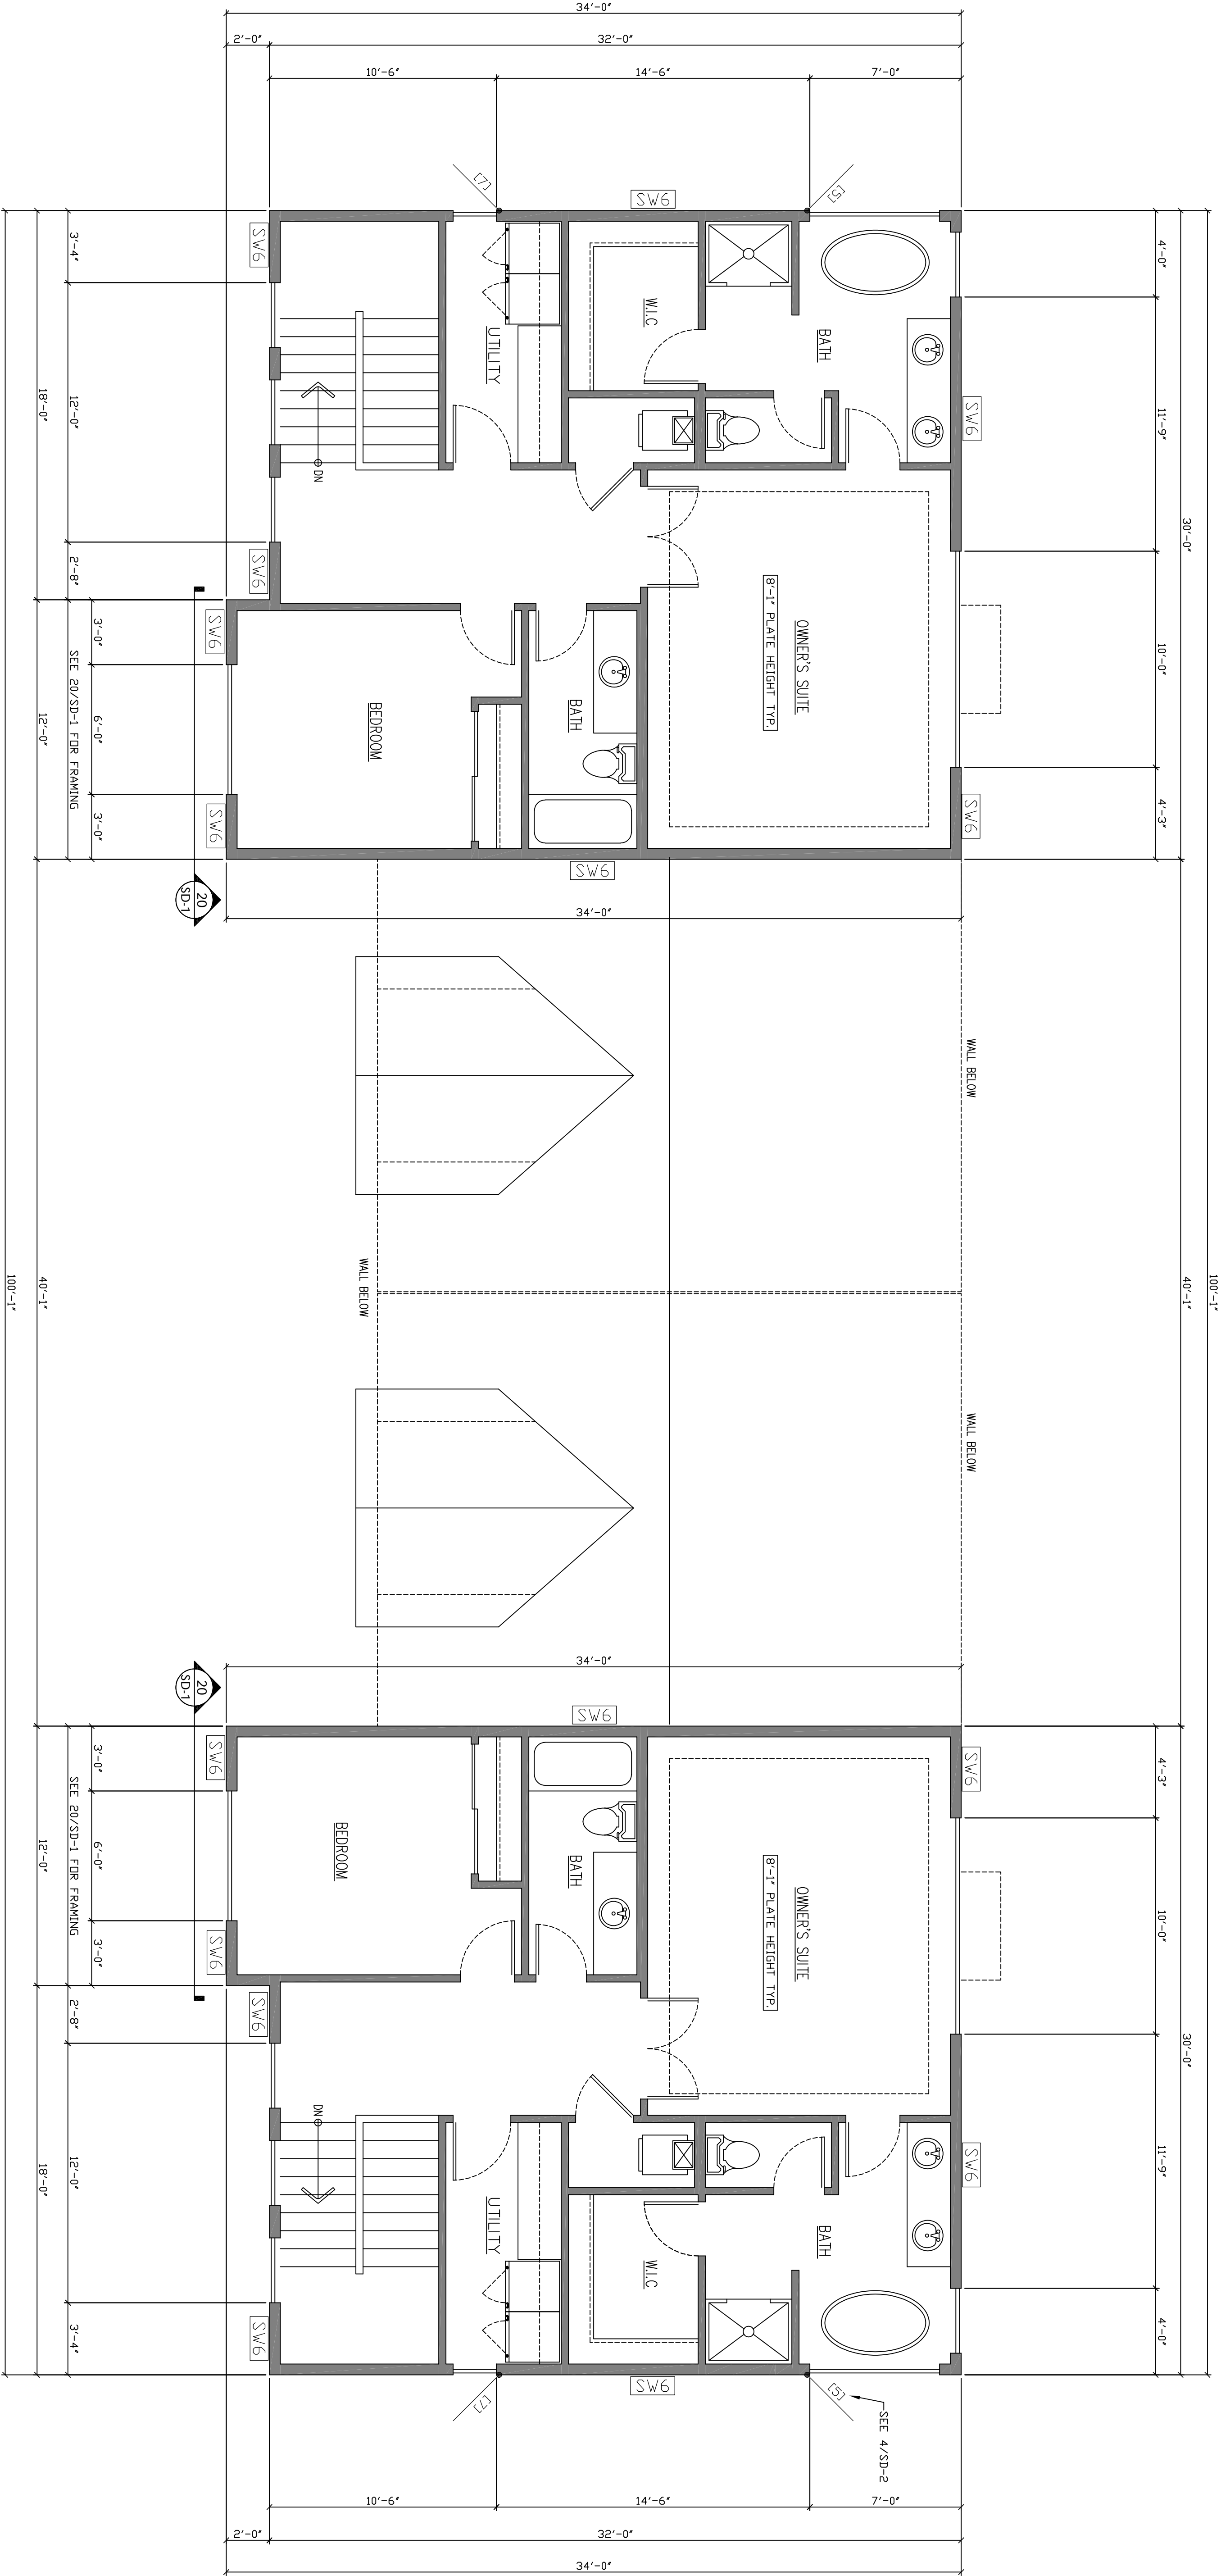 100'-1"
30'-0"
40'-1"
30'-0"
4'-0"
11'-9"
10'-0"
4'-3"
4'-3"
10'-0"
11'-9"
4'-0"
SW6
SW6
WALL BELOW
WALL BELOW
SW6
SW6
34'-0"
32'-0"
2'-0"
7'-0"
14'-6"
10'-6"
[5]
[7]
SW6
BATH
W.I.C
UTILITY
DN
OWNER'S SUITE
8'-1" PLATE HEIGHT TYP.
BATH
BEDROOM
SW6
34'-0"
WALL BELOW
34'-0"
SW6
OWNER'S SUITE
8'-1" PLATE HEIGHT TYP.
BATH
BEDROOM
BATH
W.I.C
UTILITY
DN
SW6
[5]
SEE 4/SD-2
[7]
7'-0"
14'-6"
10'-6"
32'-0"
2'-0"
34'-0"
SW6
SW6
SW6
SW6
20
SD-1
20
SD-1
SW6
SW6
SW6
SW6
3'-0"
6'-0"
3'-0"
3'-0"
6'-0"
3'-0"
3'-4"
12'-0"
2'-8"
SEE 20/SD-1 FOR FRAMING
SEE 20/SD-1 FOR FRAMING
2'-8"
12'-0"
3'-4"
18'-0"
12'-0"
40'-1"
12'-0"
18'-0"
100'-1"